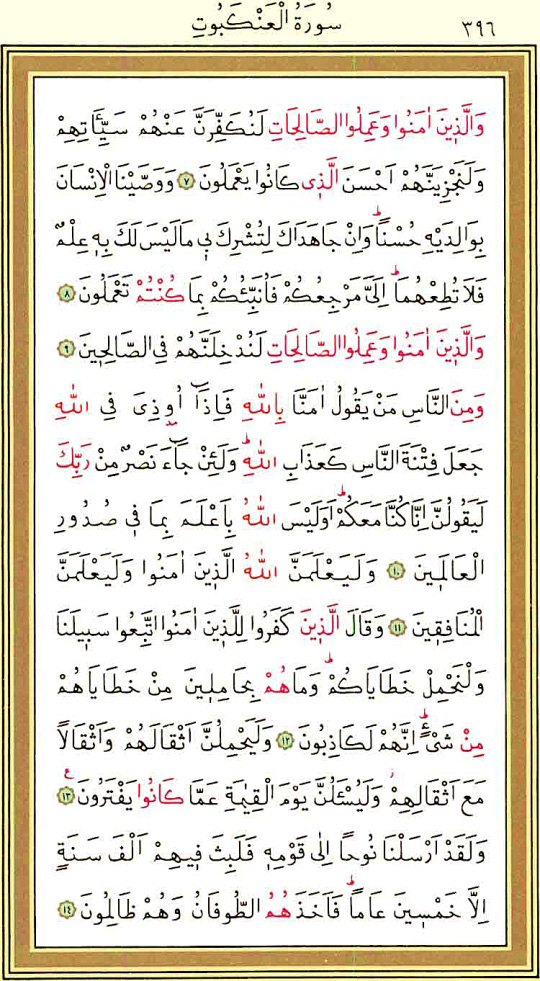 ٣٩٦ سُورَةُ الْعَنْكَبُوتِ
وَالَّذ۪ينَ اٰمَنُوا وَعَمِلُوا الصَّالِحَاتِ لَنُكَفِّرَنَّ عَنْهُمْ سَيِّـَٔاتِهِمْ
وَلَنَجْزِيَنَّهُمْ اَحْسَنَ الَّذ۪ي كَانُوا يَعْمَلُونَ ﴿٧﴾ وَوَصَّيْنَا الْاِنْسَانَ
بِوَالِدَيْهِ حُسْناًۜ وَاِنْ جَاهَدَاكَ لِتُشْرِكَ ب۪ي مَا لَيْسَ لَكَ بِه۪ عِلْمٌ
فَلَا تُطِعْهُمَاۜ اِلَيَّ مَرْجِعُكُمْ فَاُنَبِّئُكُمْ بِمَا كُنْتُمْ تَعْمَلُونَ ﴿٨﴾
وَالَّذ۪ينَ اٰمَنُوا وَعَمِلُوا الصَّالِحَاتِ لَنُدْخِلَنَّهُمْ فِي الصَّالِح۪ينَ ﴿٩﴾
وَمِنَ النَّاسِ مَنْ يَقُولُ اٰمَنَّا بِاللّٰهِ فَاِذَٓا اُو۫ذِيَ فِي اللّٰهِ
جَعَلَ فِتْنَةَ النَّاسِ كَعَذَابِ اللّٰهِۜ وَلَئِنْ جَٓاءَ نَصْرٌ مِنْ رَبِّكَ
لَيَقُولُنَّ اِنَّا كُنَّا مَعَكُمْۜ اَوَلَيْسَ اللّٰهُ بِاَعْلَمَ بِمَا ف۪ي صُدُورِ
الْعَالَم۪ينَ ﴿١٠﴾ وَلَيَعْلَمَنَّ اللّٰهُ الَّذ۪ينَ اٰمَنُوا وَلَيَعْلَمَنَّ
الْمُنَافِق۪ينَ ﴿١١﴾ وَقَالَ الَّذ۪ينَ كَفَرُوا لِلَّذ۪ينَ اٰمَنُوا اتَّبِعُوا سَب۪يلَنَا
وَلْنَحْمِلْ خَطَايَاكُمْۜ وَمَا هُمْ بِحَامِل۪ينَ مِنْ خَطَايَاهُمْ
مِنْ شَيْءٍۜ اِنَّهُمْ لَكَاذِبُونَ ﴿١٢﴾ وَلَيَحْمِلُنَّ اَثْقَالَهُمْ وَاَثْقَالاً
مَعَ اَثْقَالِهِمْۘ وَلَيُسْـَٔلُنَّ يَوْمَ الْقِيٰمَةِ عَمَّا كَانُوا يَفْتَرُونَ۟ ﴿١٣﴾
وَلَقَدْ اَرْسَلْنَا نُوحاً اِلٰى قَوْمِه۪ فَلَبِثَ ف۪يهِمْ اَلْفَ سَنَةٍ
اِلَّا خَمْس۪ينَ عَاماًۜ فَاَخَذَهُمُ الطُّوفَانُ وَهُمْ ظَالِمُونَ ﴿١٤﴾